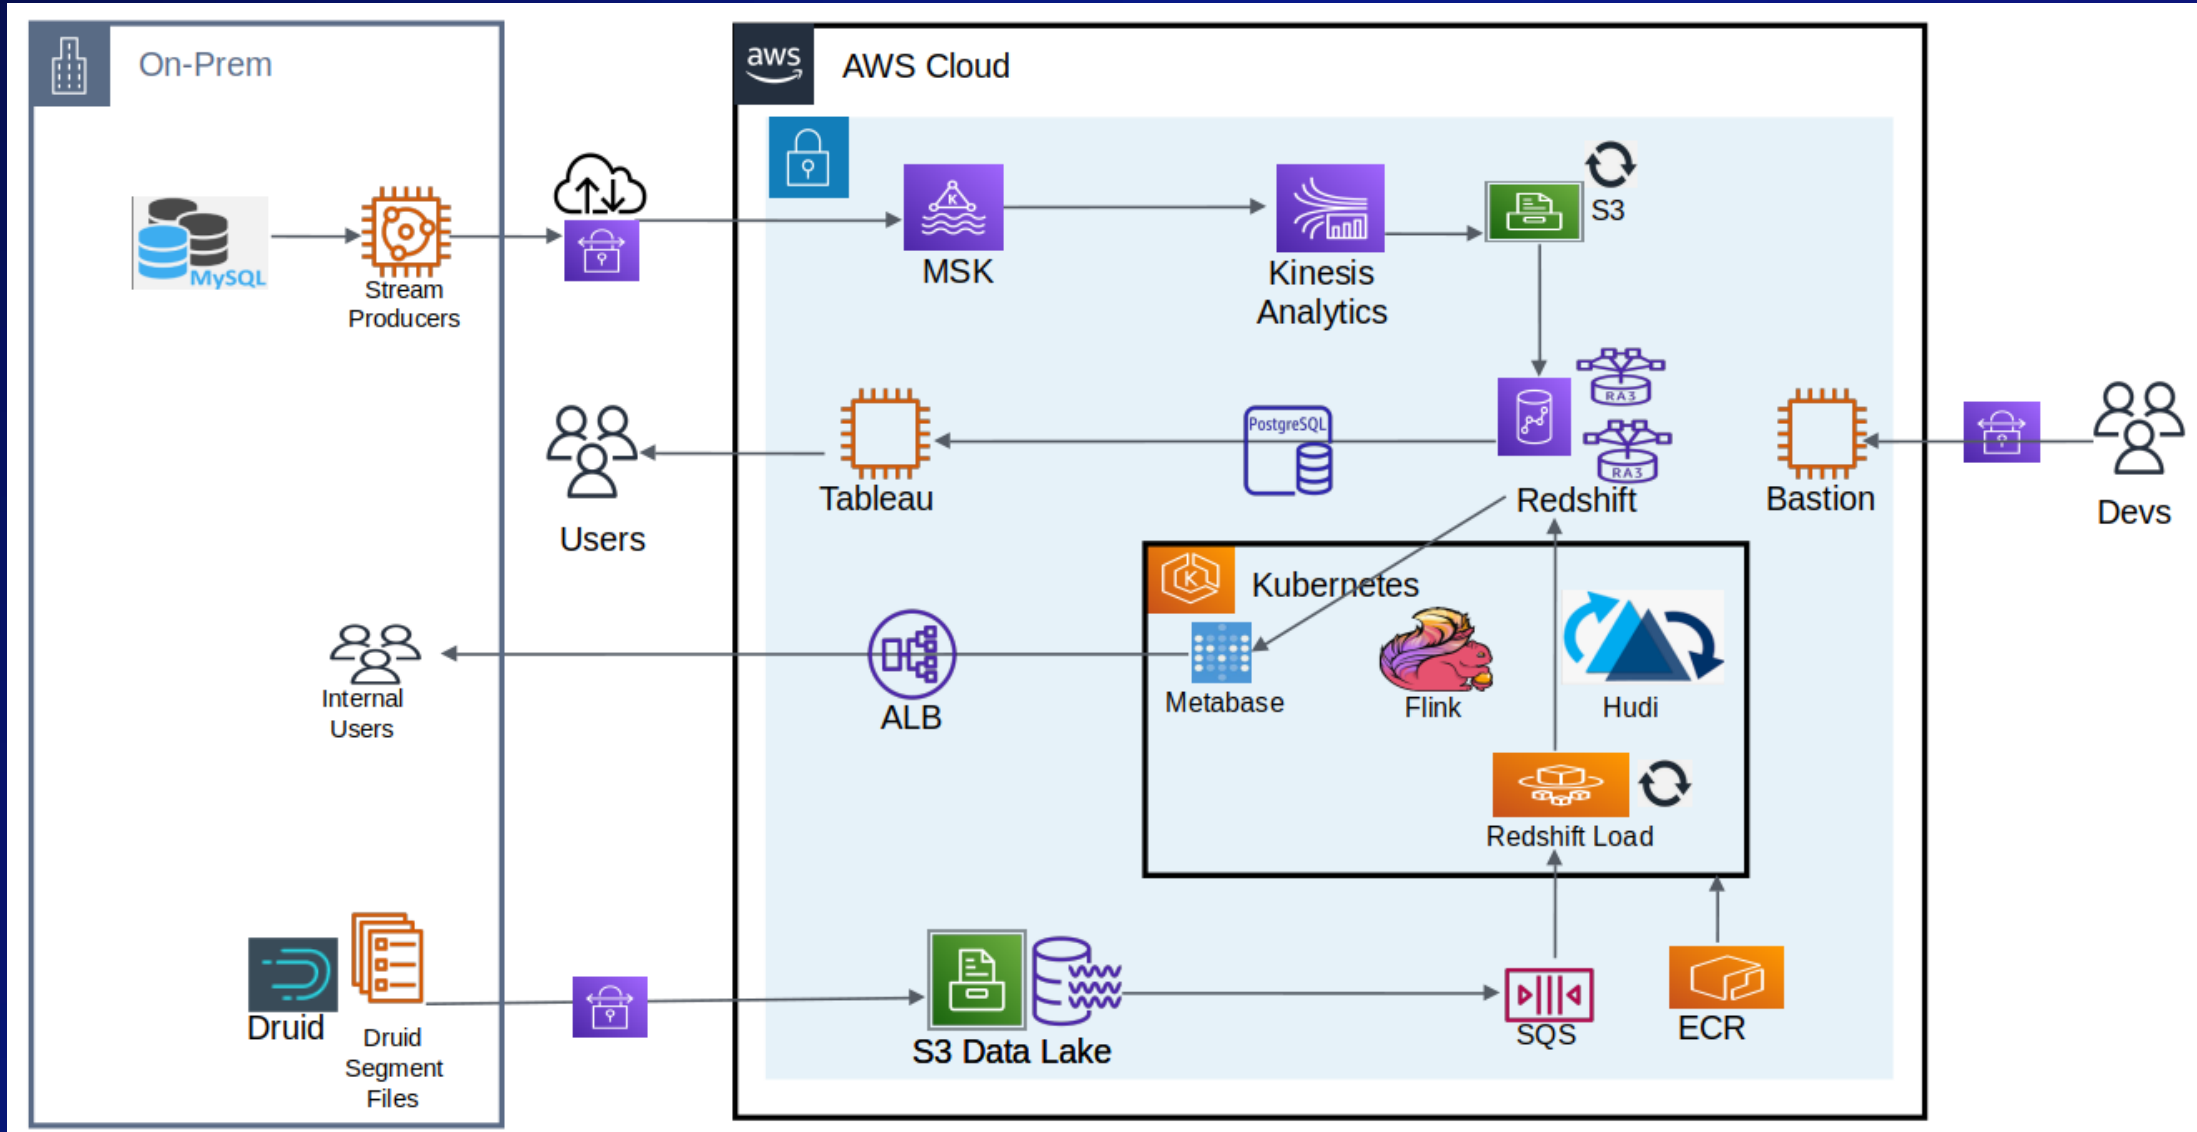 On-Prem
aws
AWS Cloud
MySQL
Stream
Producers
MSK
Kinesis
Analytics
S3
RA3
RA3
PostgreSQL
Users
Tableau
Redshift
Bastion
Devs
Kubernetes
Internal
Users
ALB
Metabase
Flink
Hudi
Redshift Load
Druid
Druid
Segment
Files
S3 Data Lake
SQS
ECR
K
K